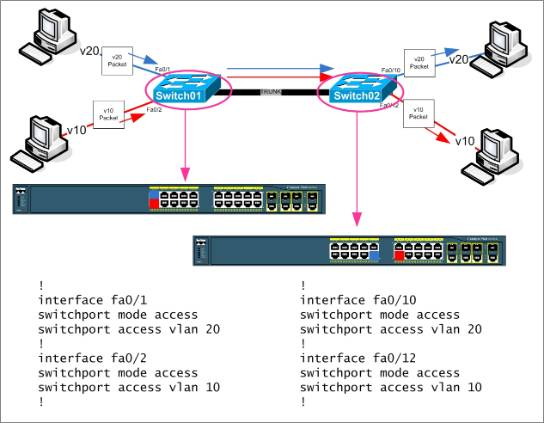 v20
v20
Packet
Fa0/1
Fa0/10
v20
Packet
v20
Switch01
TRUNK
Switch02
v10
Packet
Fa0/2
v10
v10
Packet
v10
!
interface fa0/1
switchport mode access
switchport access vlan 20
!
interface fa0/2
switchport mode access
switchport access vlan 10
!
!
interface fa0/10
switchport mode access
switchport access vlan 20
!
interface fa0/12
switchport mode access
switchport access vlan 10
!